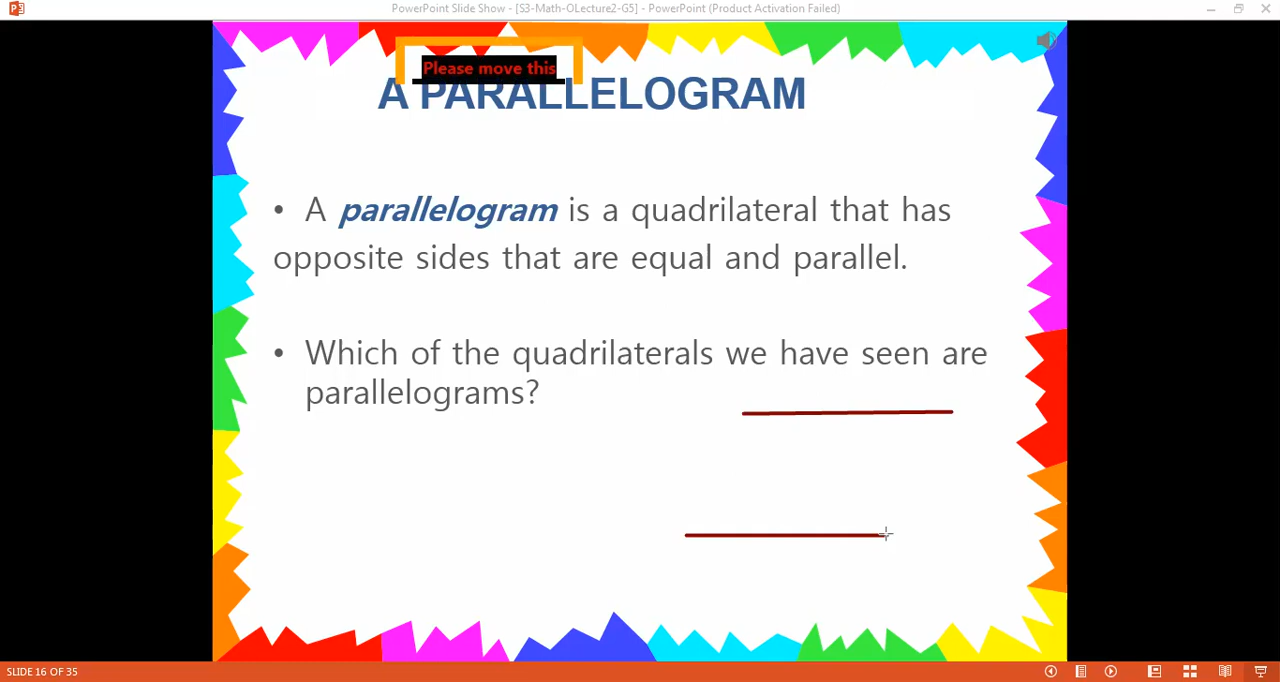 PowerPoint Slide Show - [S3-Math-OLecture2-G5] - PowerPoint (Product Activation Failed)
Please move this
A PARALLELOGRAM
• A parallelogram is a quadrilateral that has
opposite sides that are equal and parallel.
• Which of the quadrilaterals we have seen are
parallelograms?
SLIDE 16 OF 35